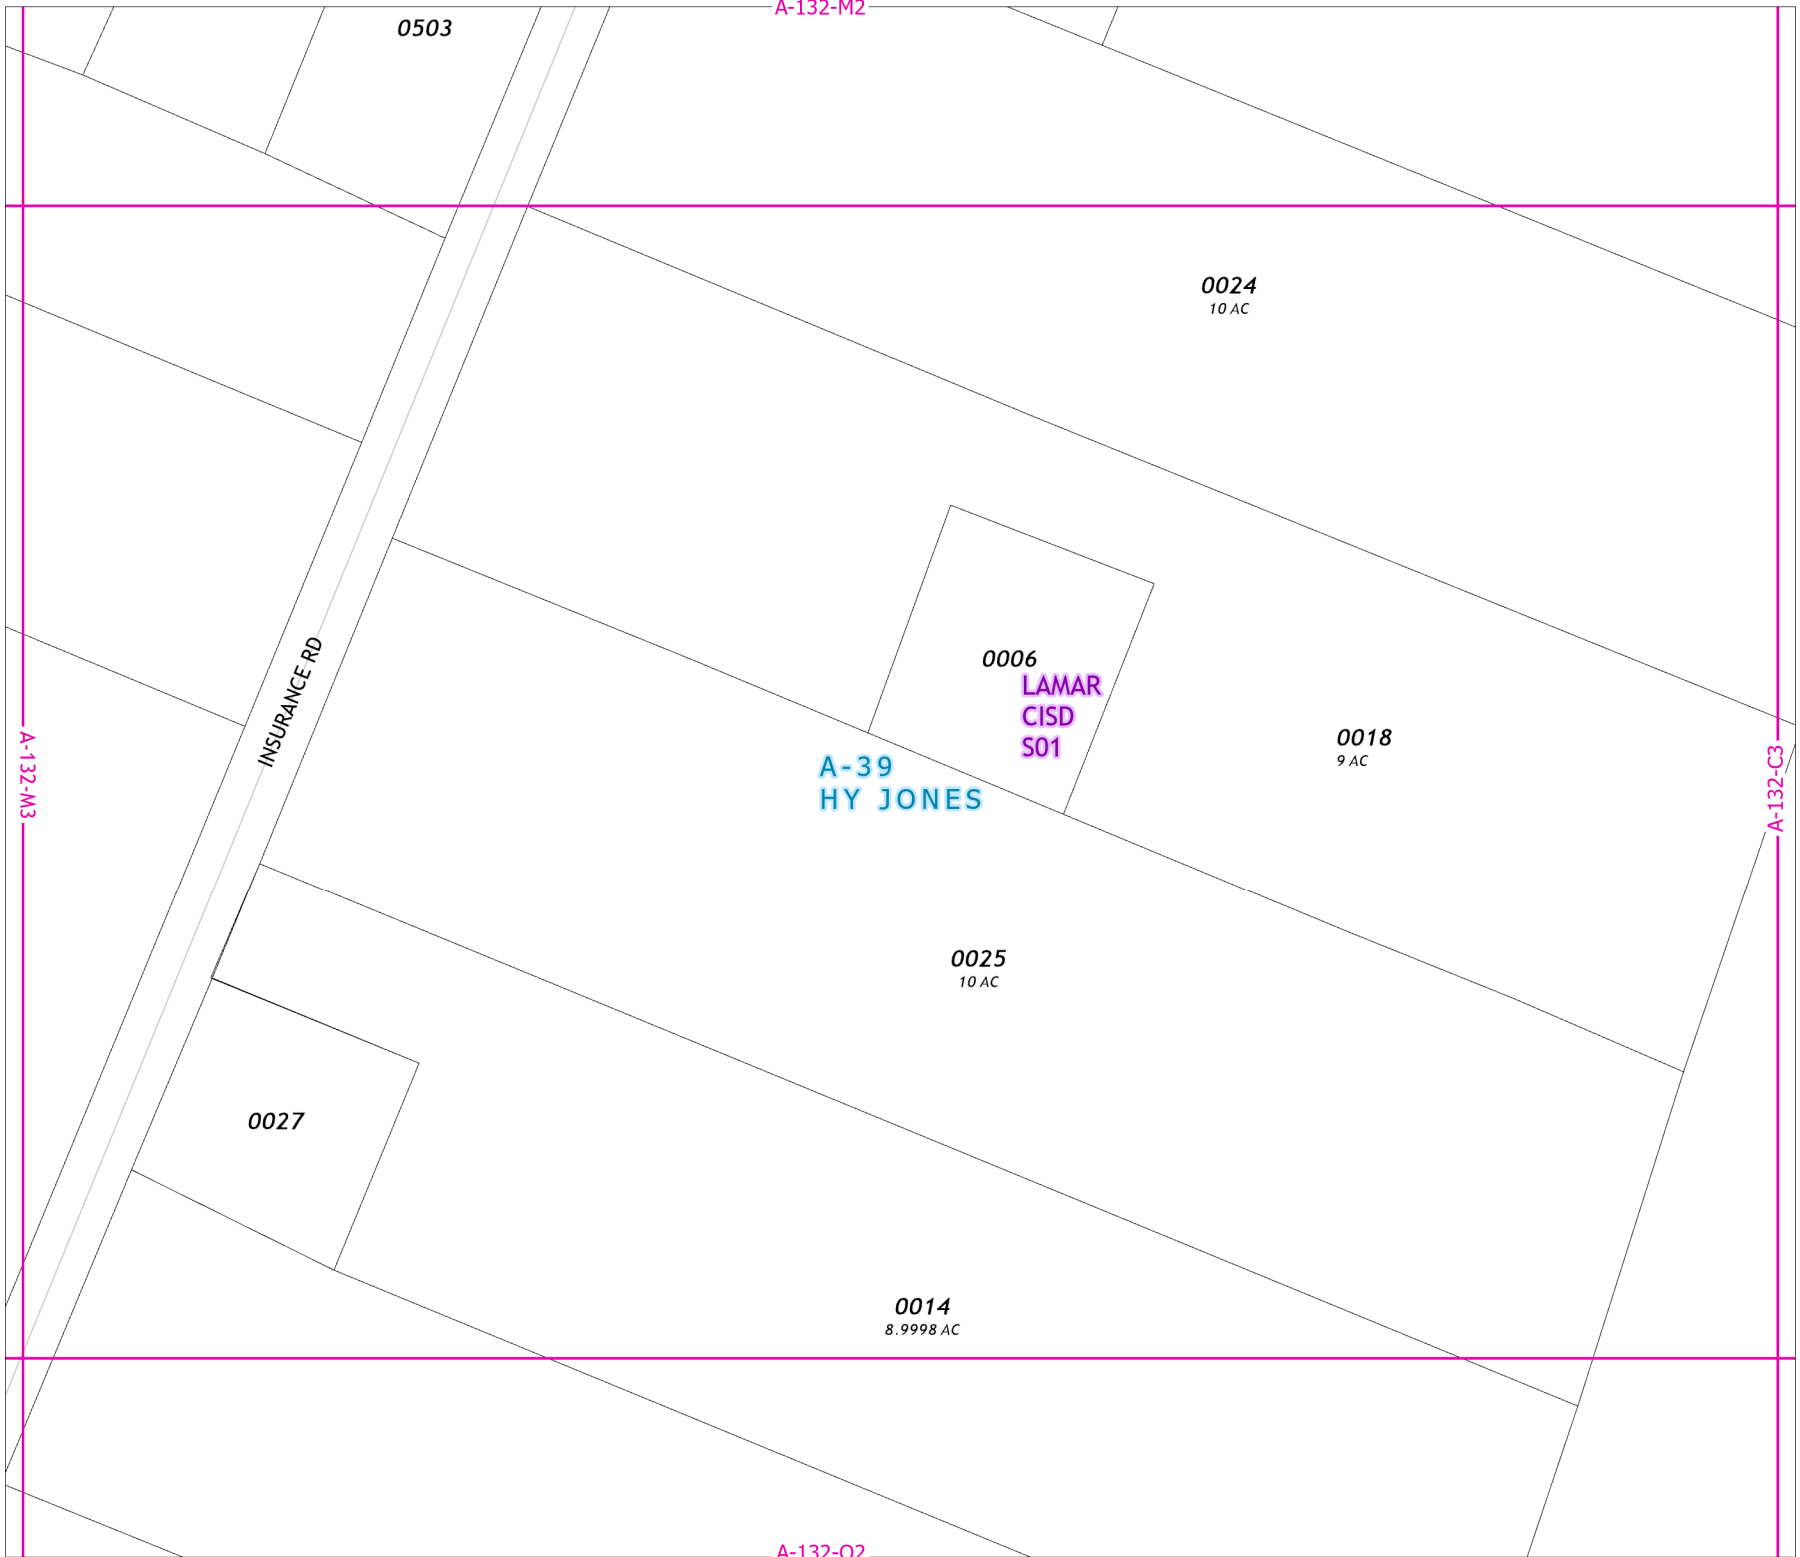 A-132-M2
0503
0024
10 AC
INSURANCE RD
0006
LAMAR
CISD
S01
0018
9 AC
A-132-M3
A-132-C3
A-39
HY JONES
0025
10 AC
0027
0014
8.9998 AC
A-132-O2